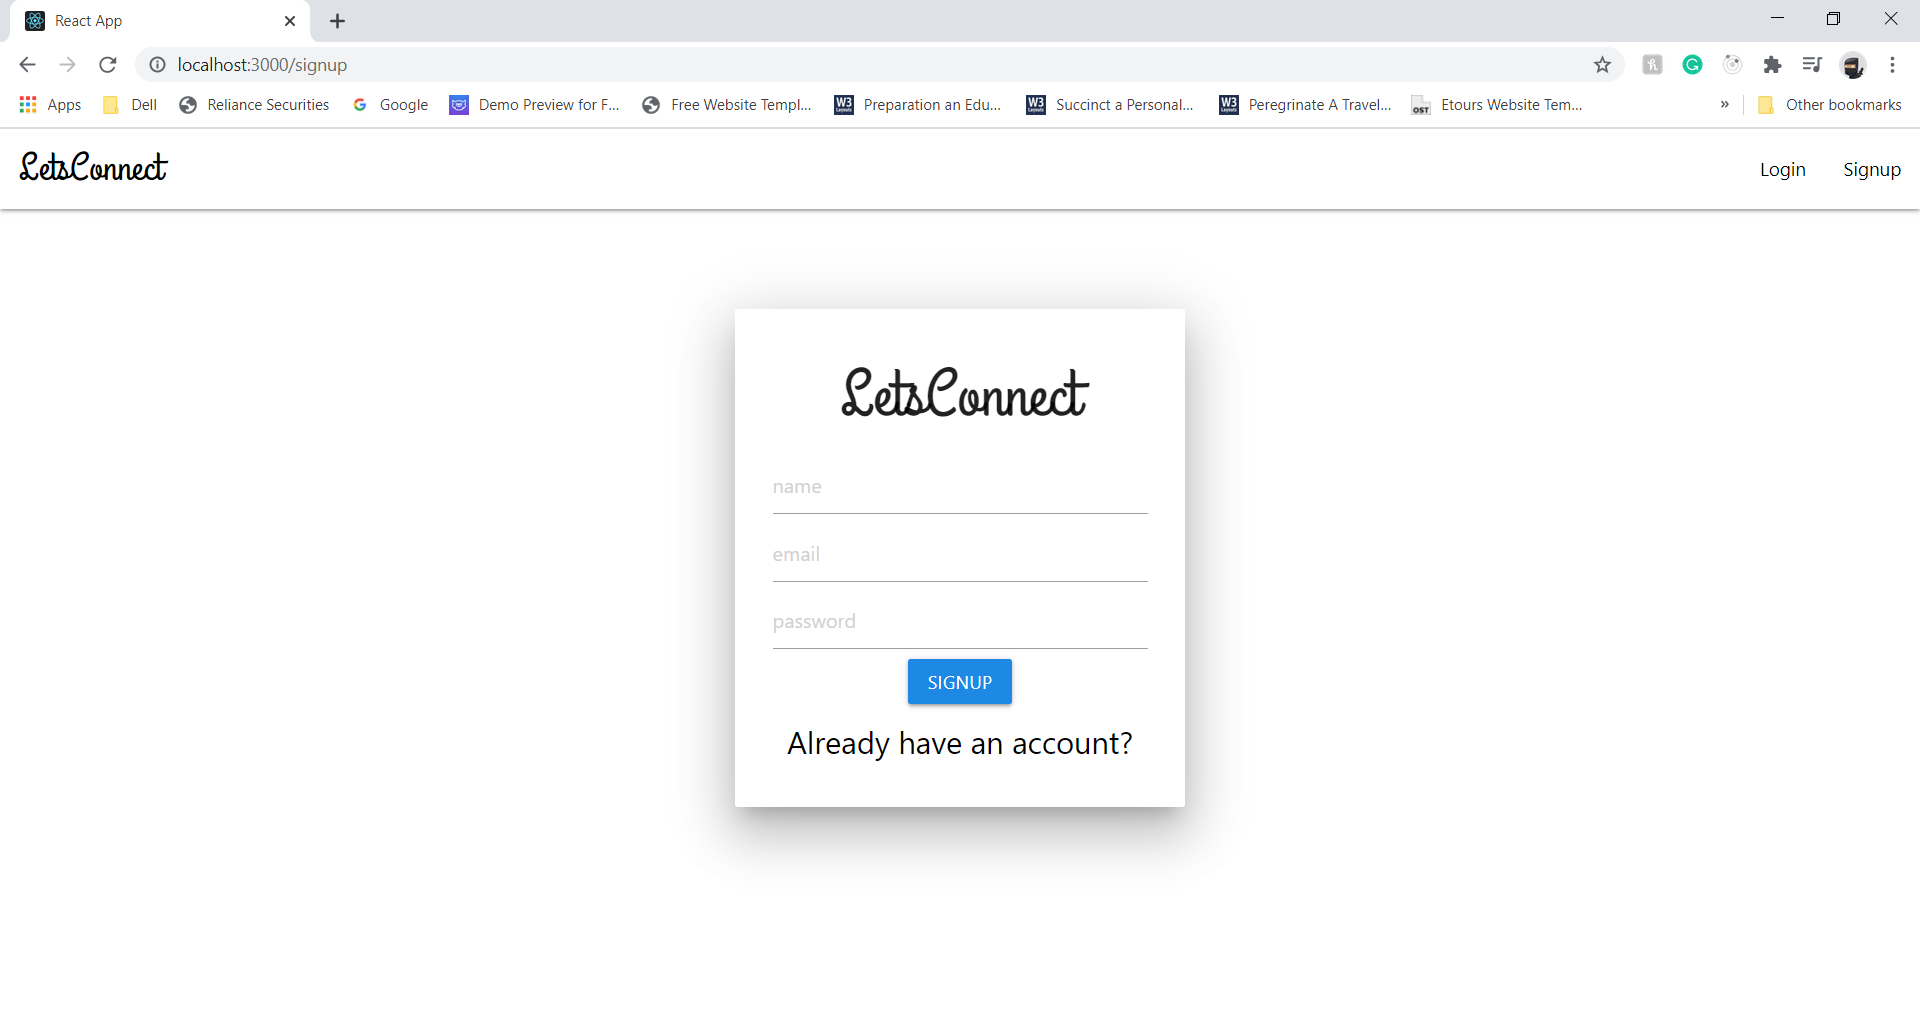 React App
localhost:3000/signup
Apps Dell Reliance Securities Google Demo Preview for F... Free Website Templ... Preparation an Edu... Succinct a Personal... Peregrinate A Travel... Etours Website Tem... » Other bookmarks
LetsConnect Login Signup
LetsConnect
name
email
password
SIGNUP
Already have an account?